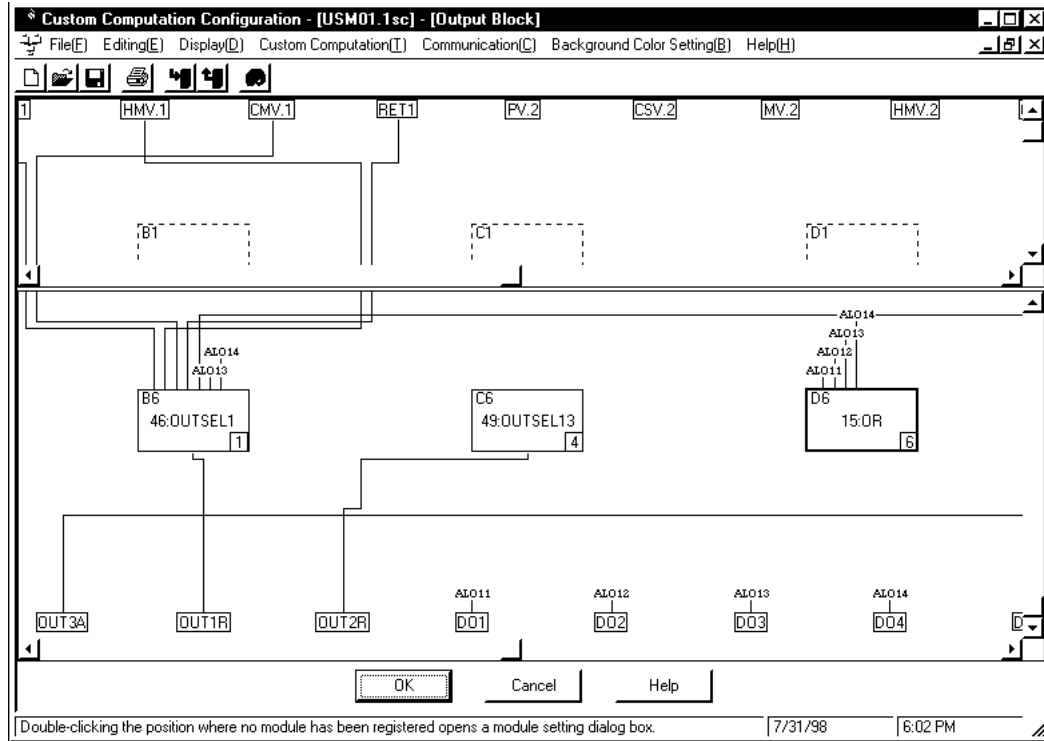 Custom Computation Configuration - [USM01.1sc] - [Output Block]
File(F) Editing(E) Display(D) Custom Computation(T) Communication(C) Background Color Setting(B) Help(H)
1 HMV.1 CMV.1 RET1 PV.2 CSV.2 MV.2 HMV.2
B1 C1 D1
ALO14
ALO14 ALO13
ALO13 ALO12
ALO11
B6 C6 D6
46:OUTSEL1 49:OUTSEL13 15:OR
1 4 6
ALO11 ALO12 ALO13 ALO14
OUT3A OUT1R OUT2R DO1 DO2 DO3 DO4 D
OK Cancel Help
Double-clicking the position where no module has been registered opens a module setting dialog box. 7/31/98 6:02 PM